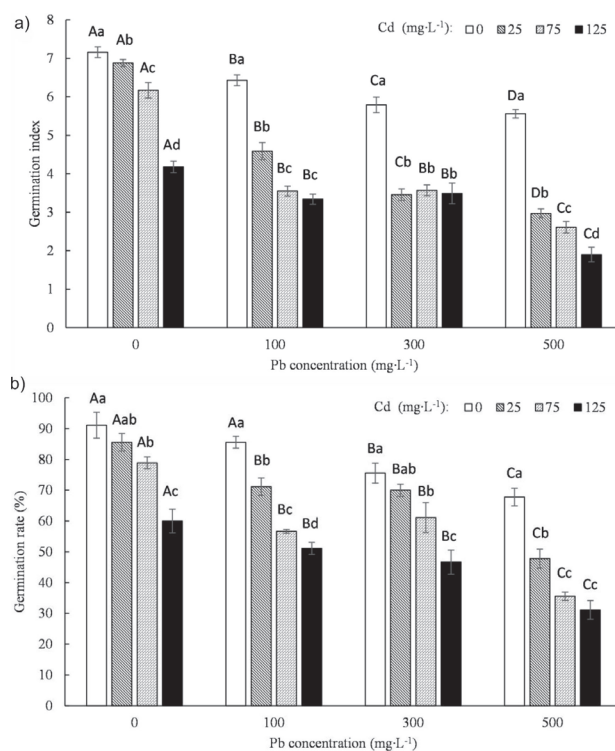 a)
Cd (mg·L-1): 0 25 75 125
Germination index
8
7
6
5
4
3
2
1
0
Aa Ab Ac Ad
Ba Bb Bc Bc
Ca Cb Bb Bb
Da Db Cc Cd
0 100 300 500
Pb concentration (mg·L-1)
b)
Cd (mg·L-1): 0 25 75 125
Germination rate (%)
100
90
80
70
60
50
40
30
20
10
0
Aa Aab Ab Ac
Aa Bb Bc Bd
Ba Bab Bb Bc
Ca Cb Cc Cc
0 100 300 500
Pb concentration (mg·L-1)